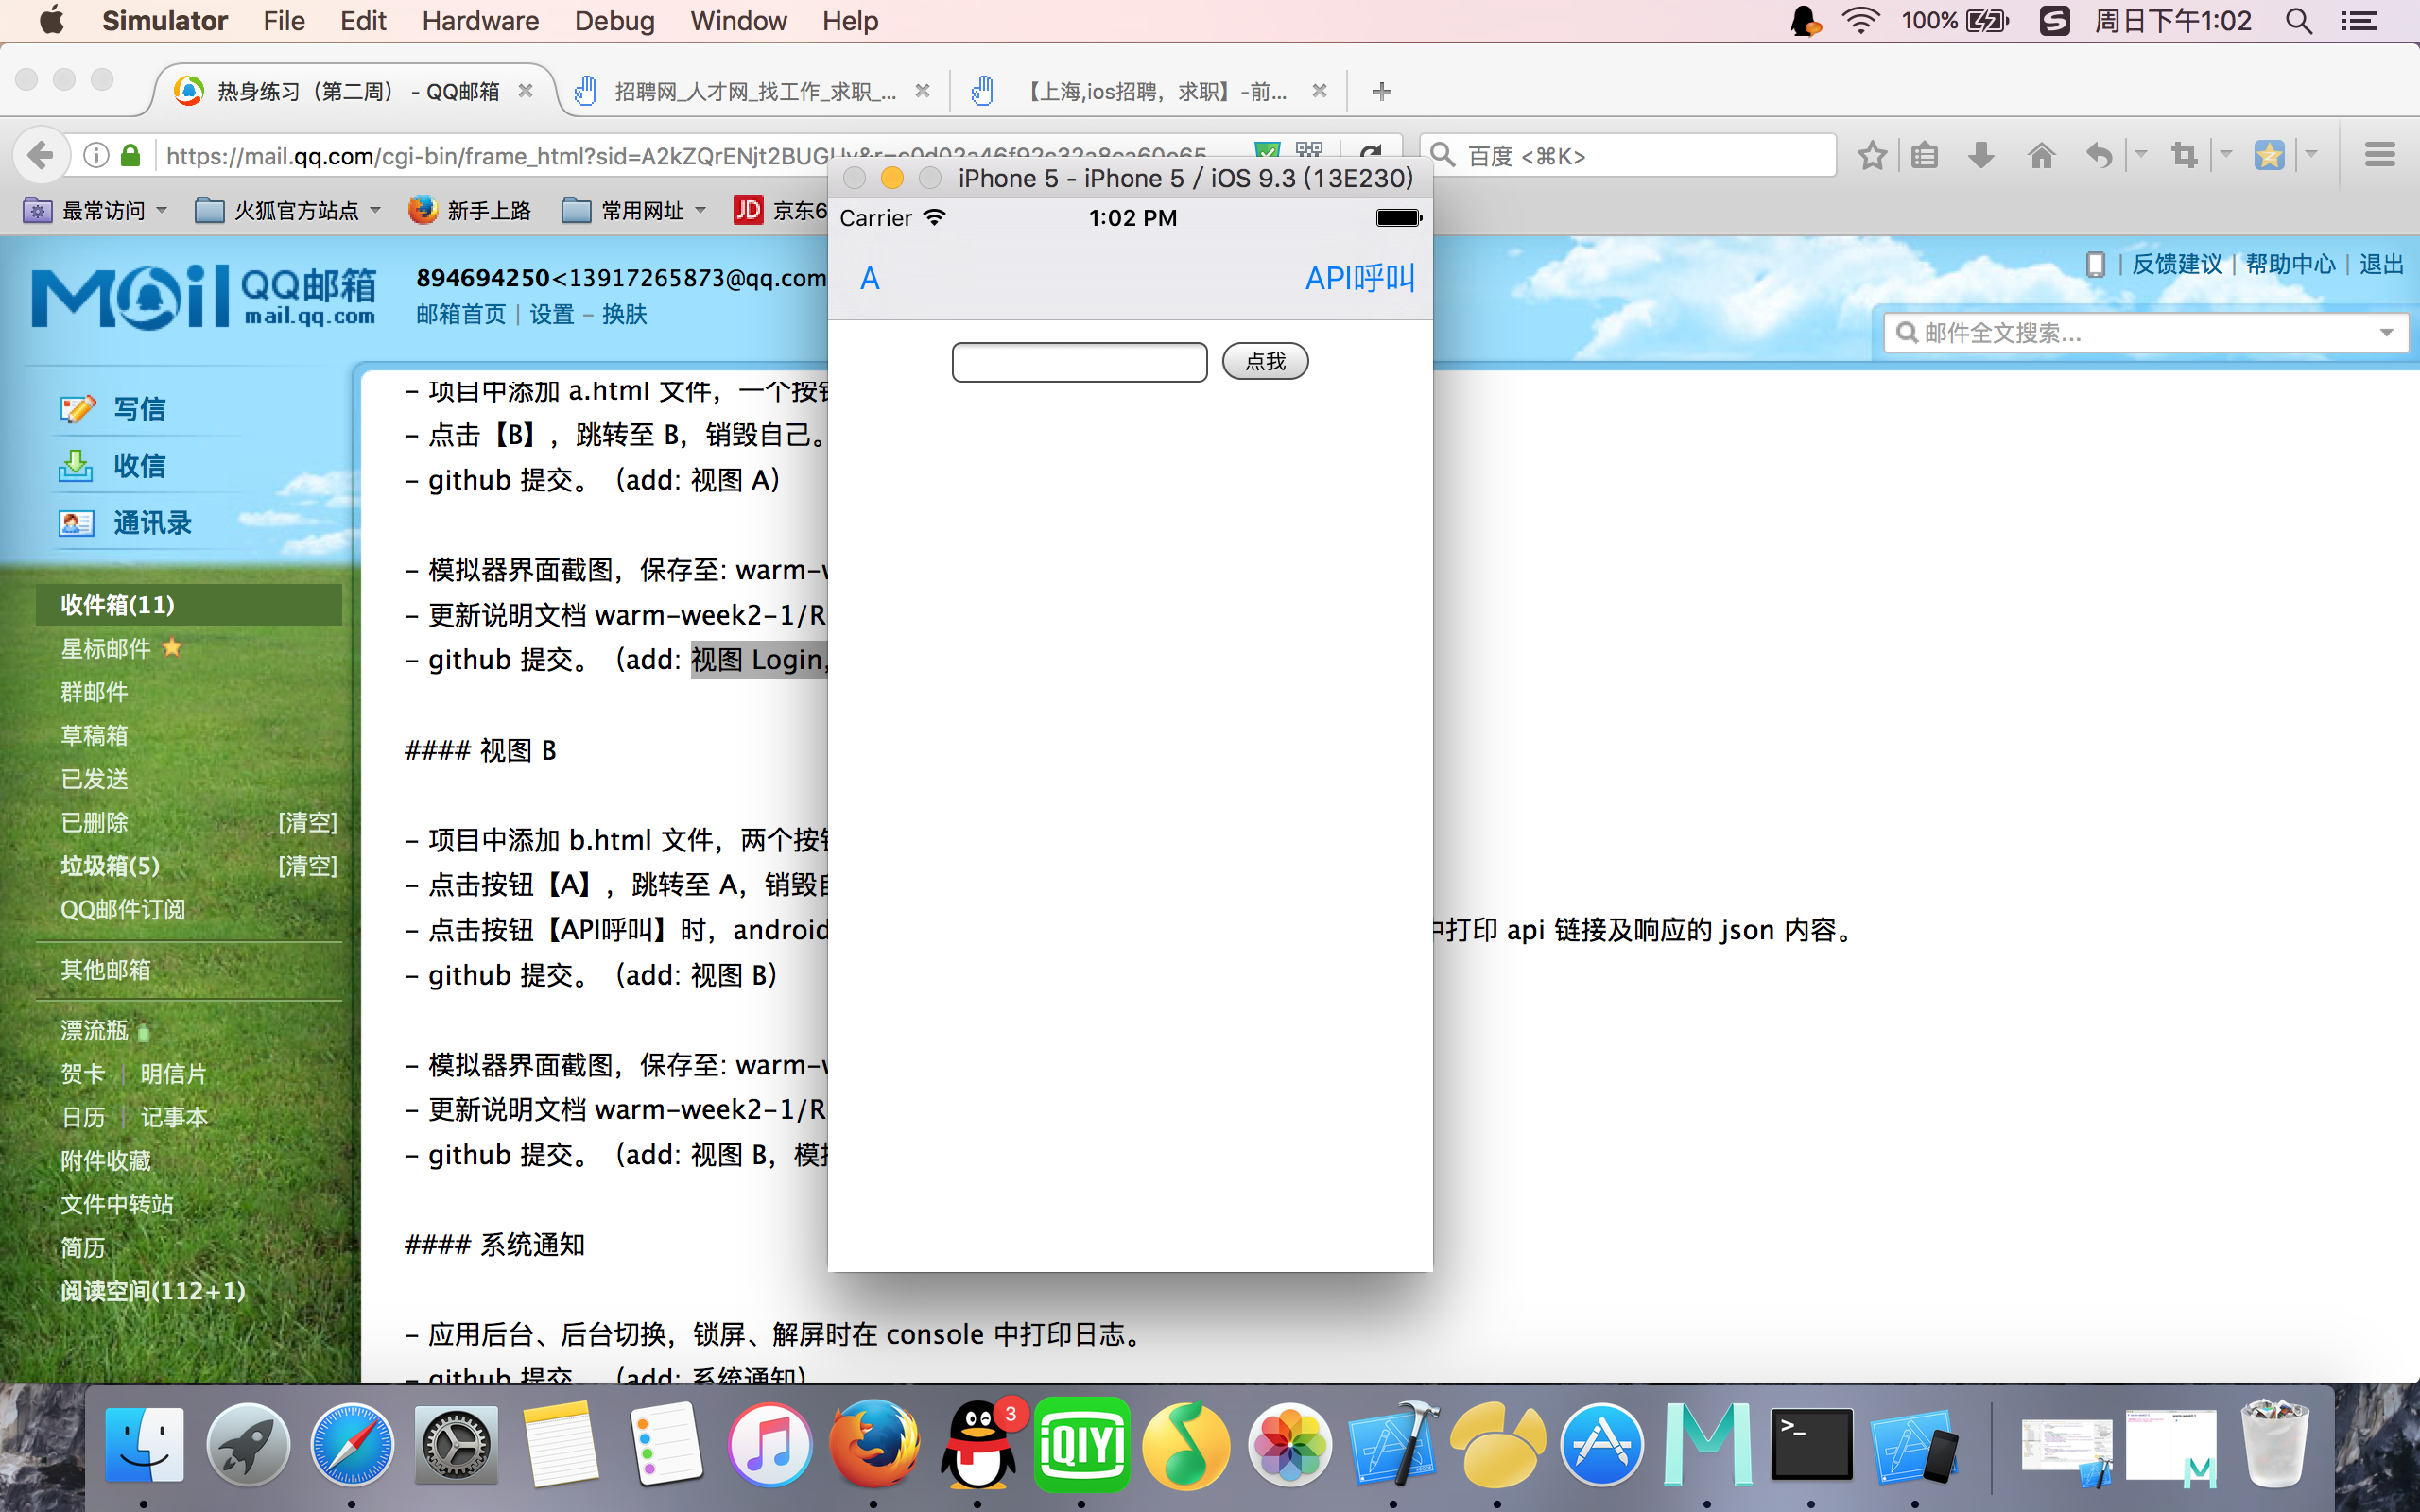 Simulator File Edit Hardware Debug Window Help 100% 周日下午1:02
热身练习（第二周） - QQ邮箱 招聘网_人才网_找工作_求职_... 【上海,ios招聘，求职】-前...
https://mail.qq.com/cgi-bin/frame_html?sid=A2kZQrENjt2BUG 百度 <⌘K>
最常访问 火狐官方站点 新手上路 常用网址 JD 京东6
iPhone 5 - iPhone 5 / iOS 9.3 (13E230)
Carrier 1:02 PM
A API呼叫
点我
Mail QQ邮箱
mail.qq.com
894694250<13917265873@qq.com
邮箱首页 | 设置 - 换肤
反馈建议 | 帮助中心 | 退出
邮件全文搜索...
写信
收信
通讯录
收件箱(11)
星标邮件
群邮件
草稿箱
已发送
已删除 [清空]
垃圾箱(5) [清空]
QQ邮件订阅
其他邮箱
漂流瓶
贺卡 | 明信片
日历 | 记事本
附件收藏
文件中转站
简历
阅读空间(112+1)
- 项目中添加 a.html 文件，一个按钮
- 点击【B】，跳转至 B，销毁自己。
- github 提交。（add: 视图 A）
- 模拟器界面截图，保存至: warm-w
- 更新说明文档 warm-week2-1/R
- github 提交。（add: 视图 Login,
#### 视图 B
- 项目中添加 b.html 文件，两个按钮
- 点击按钮【A】，跳转至 A，销毁自
- 点击按钮【API呼叫】时，android 中打印 api 链接及响应的 json 内容。
- github 提交。（add: 视图 B）
- 模拟器界面截图，保存至: warm-w
- 更新说明文档 warm-week2-1/R
- github 提交。（add: 视图 B，模拟
#### 系统通知
- 应用后台、后台切换，锁屏、解屏时在 console 中打印日志。
- github 提交。（add: 系统通知）
3
iQIY
>_